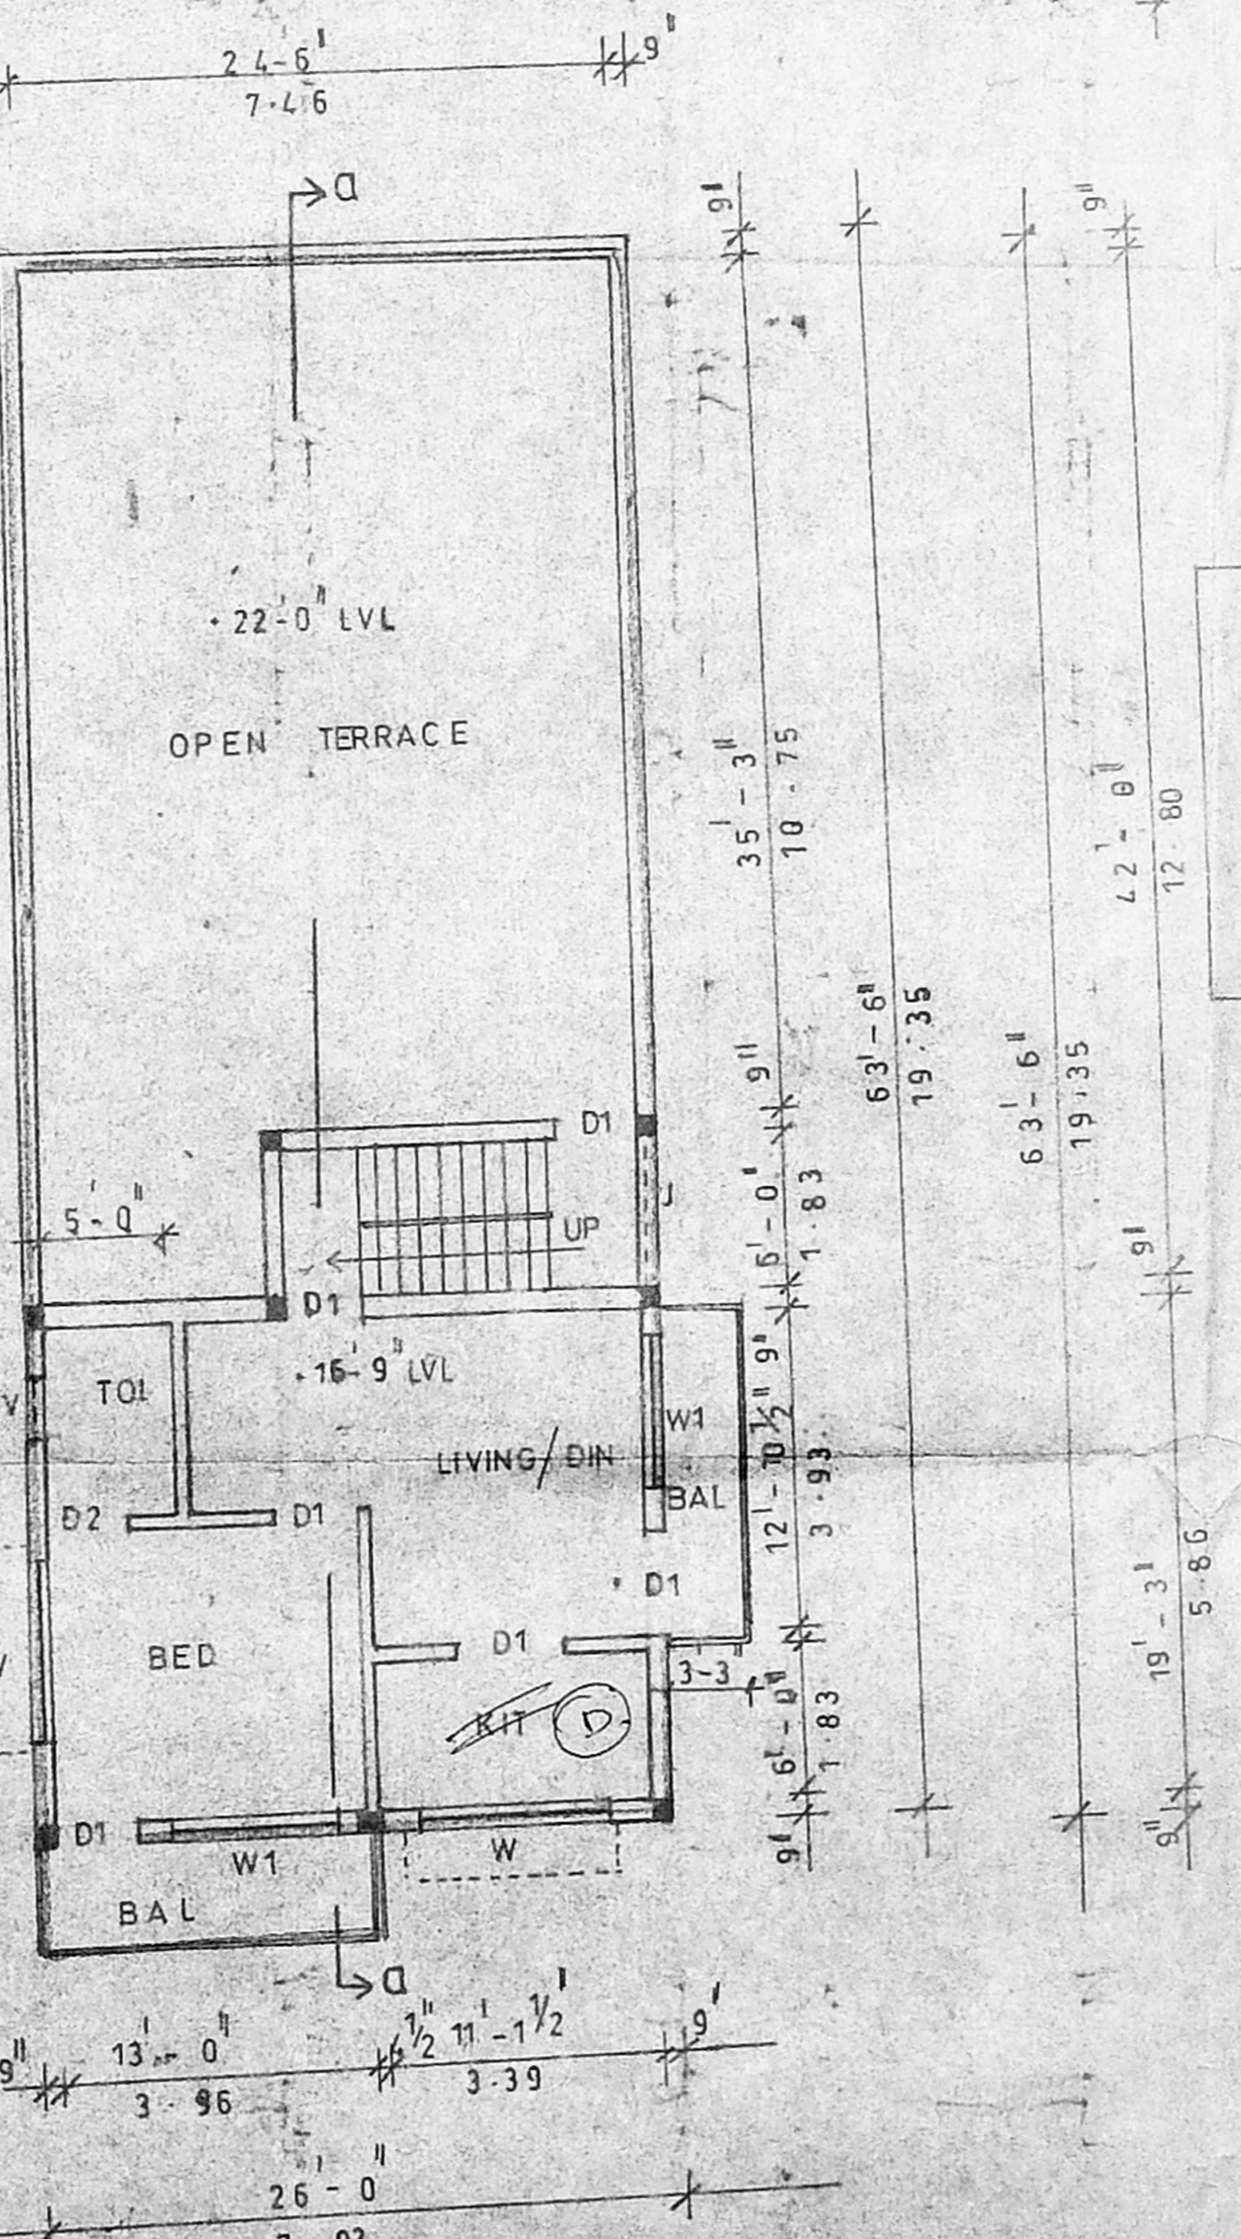 24'-6'
9"
7.46
D
9'
9"
22'-0" LVL
OPEN TERRACE
35'-3"
10.75
42'-0"
12.80
63'-6"
19.35
63'-6"
19.35
9"
D1
5'-0"
UP
6'-0'
1.83
9'
D1
16'-9" LVL
9'
TOI
V
W1
LIVING/DIN
BAL
12'-10½"
3.93
D2
D1
D1
19'-3'
5.86
BED
D1
3'-3"
KIT
D
6'-0"
1.83
D1
W1
W
9'
9"
BAL
D
9"
13'-0"
3.96
½"
11'-1½'
3.39
9'
26'-0"